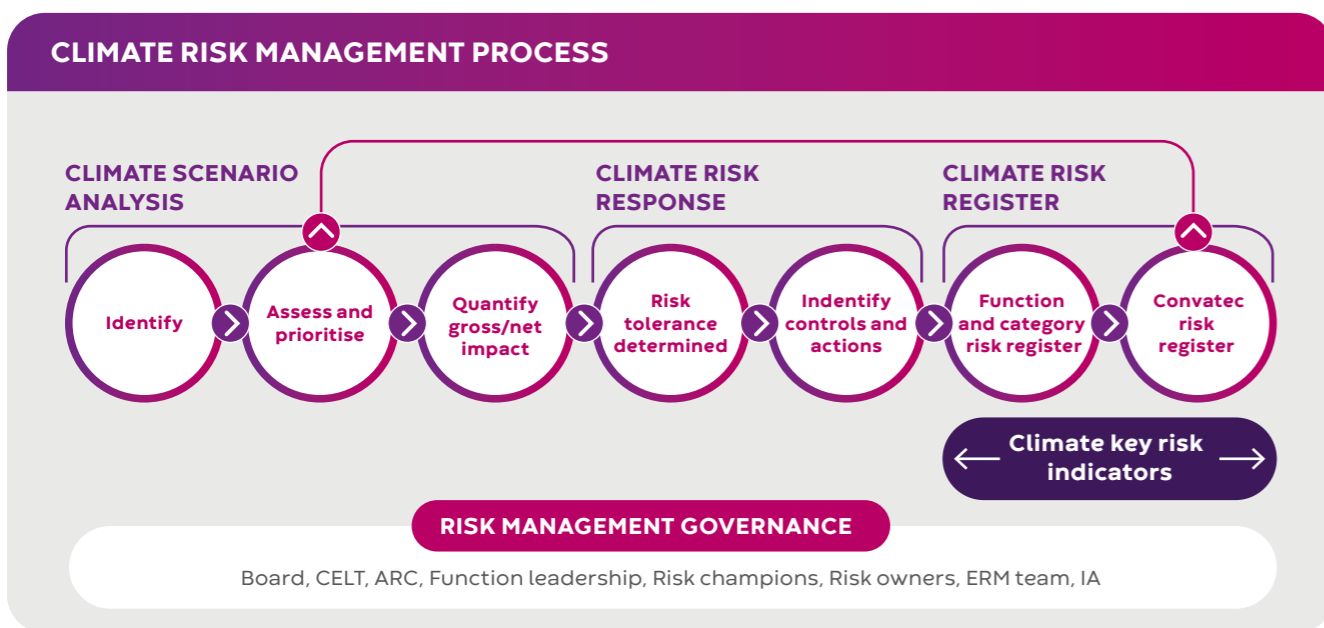 CLIMATE RISK MANAGEMENT PROCESS
CLIMATE SCENARIO
ANALYSIS
CLIMATE RISK
RESPONSE
CLIMATE RISK
REGISTER
Identify
Assess and
prioritise
Quantify
gross/net
impact
Risk
tolerance
determined
Indentify
controls and
actions
Function
and category
risk register
Convatec
risk
register
Climate key risk
indicators
RISK MANAGEMENT GOVERNANCE
Board, CELT, ARC, Function leadership, Risk champions, Risk owners, ERM team, IA